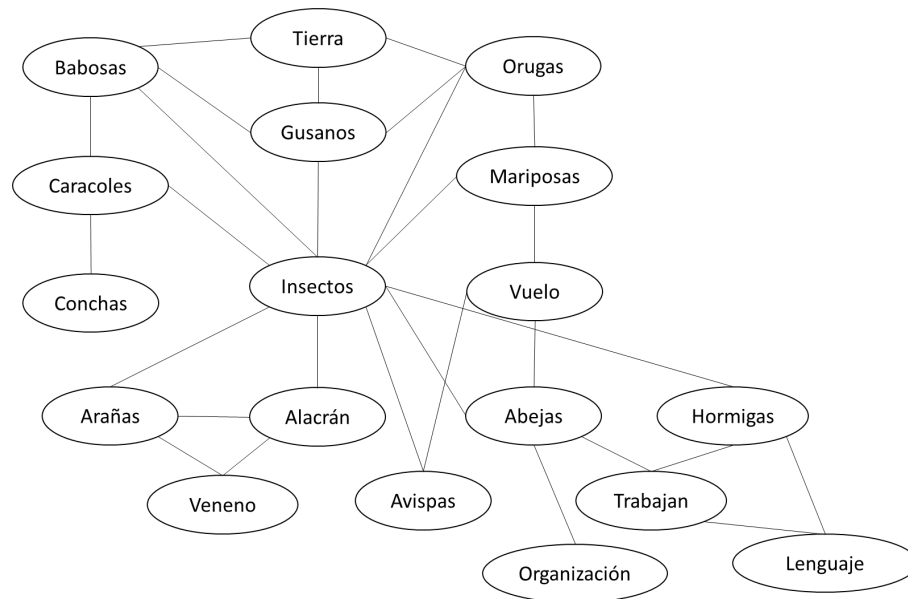 Tierra
Babosas
Orugas
Gusanos
Caracoles
Mariposas
Insectos
Vuelo
Conchas
Arañas
Alacrán
Abejas
Hormigas
Veneno
Avispas
Trabajan
Organización
Lenguaje